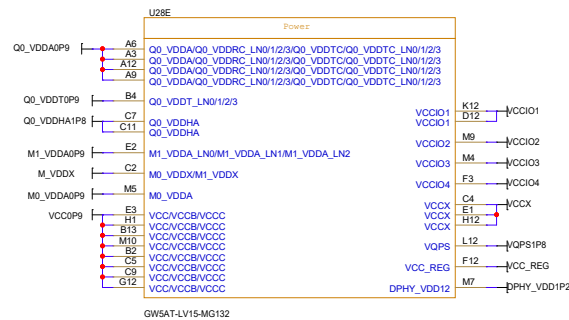 U28E
Power
Q0_VDDA0P9 A6 Q0_VDDA/Q0_VDDRC_LN0/1/2/3/Q0_VDDTC/Q0_VDDTC_LN0/1/2/3
A3 Q0_VDDA/Q0_VDDRC_LN0/1/2/3/Q0_VDDTC/Q0_VDDTC_LN0/1/2/3
A12 Q0_VDDA/Q0_VDDRC_LN0/1/2/3/Q0_VDDTC/Q0_VDDTC_LN0/1/2/3
A9 Q0_VDDA/Q0_VDDRC_LN0/1/2/3/Q0_VDDTC/Q0_VDDTC_LN0/1/2/3
Q0_VDDT0P9 B4 Q0_VDDT_LN0/1/2/3
Q0_VDDHA1P8 C7 Q0_VDDHA
C11 Q0_VDDHA
M1_VDDA0P9 E2 M1_VDDA_LN0/M1_VDDA_LN1/M1_VDDA_LN2
M_VDDX C2 M0_VDDX/M1_VDDX
M0_VDDA0P9 M5 M0_VDDA
VCC0P9 E3 VCC/VCCB/VCCC
H1 VCC/VCCB/VCCC
B13 VCC/VCCB/VCCC
M10 VCC/VCCB/VCCC
B2 VCC/VCCB/VCCC
C5 VCC/VCCB/VCCC
C9 VCC/VCCB/VCCC
G12 VCC/VCCB/VCCC
VCCIO1 K12 VCCIO1
VCCIO1 D12
VCCIO2 M9 VCCIO2
VCCIO3 M4 VCCIO3
VCCIO4 F3 VCCIO4
VCCX C4 VCCX
VCCX E1
VCCX H12
VQPS L12 VQPS1P8
VCC_REG F12 VCC_REG
DPHY_VDD12 M7 DPHY_VDD1P2
GW5AT-LV15-MG132